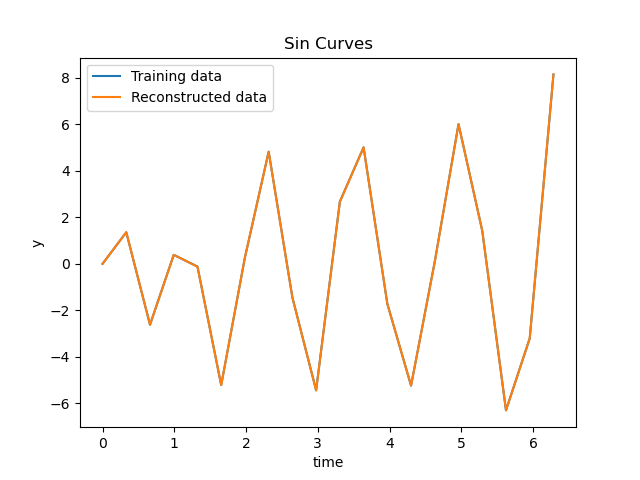 Sin Curves
Training data
Reconstructed data
8
6
4
2
0
−2
−4
−6
y
0 1 2 3 4 5 6
time